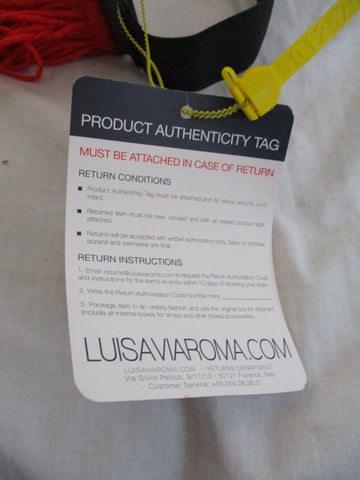 PRODUCT AUTHENTICITY TAG
MUST BE ATTACHED IN CASE OF RETURN
RETURN CONDITIONS
■ Product Authenticity Tag must be attached and its yellow security cord
intact.
■ Returned item must be new, unused and with all related product tags
attached.
■ Returns will be accepted with written authorization only. Sales on intimate
apparel and swimwear are final.
RETURN INSTRUCTIONS
1. Email returns@luisaviaroma.com to request the Return Authorization Code
and instructions for the item/s re-entry within 10 days of receiving your order.
2. Write the Return Authorization Code Number here:
3. Package item in an orderly fashion and use the original box for shipment
(include all internal boxes for shoes and other boxed accessories).
LUISAVIAROMA.COM
LUISAVIAROMA.COM - RETURNS DEPARTMENT
Via Silvio Pellico, 9/11/13 - 50121 Florence, Italy
Customer Service: +39.055.28.35.21